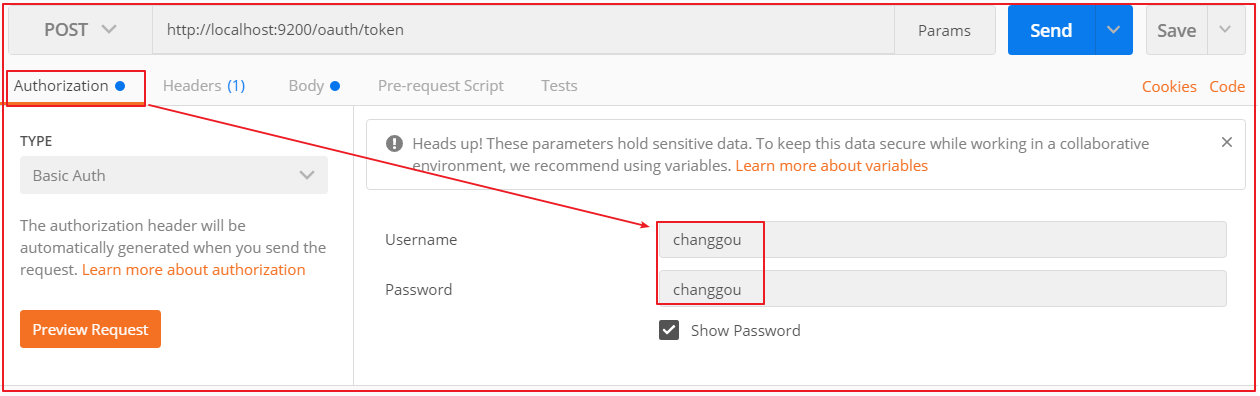 POST http://localhost:9200/oauth/token Params Send Save
Authorization Headers (1) Body Pre-request Script Tests Cookies Code
TYPE
Basic Auth
The authorization header will be
automatically generated when you send the
request. Learn more about authorization
Preview Request
Heads up! These parameters hold sensitive data. To keep this data secure while working in a collaborative
environment, we recommend using variables. Learn more about variables
Username changgou
Password changgou
Show Password